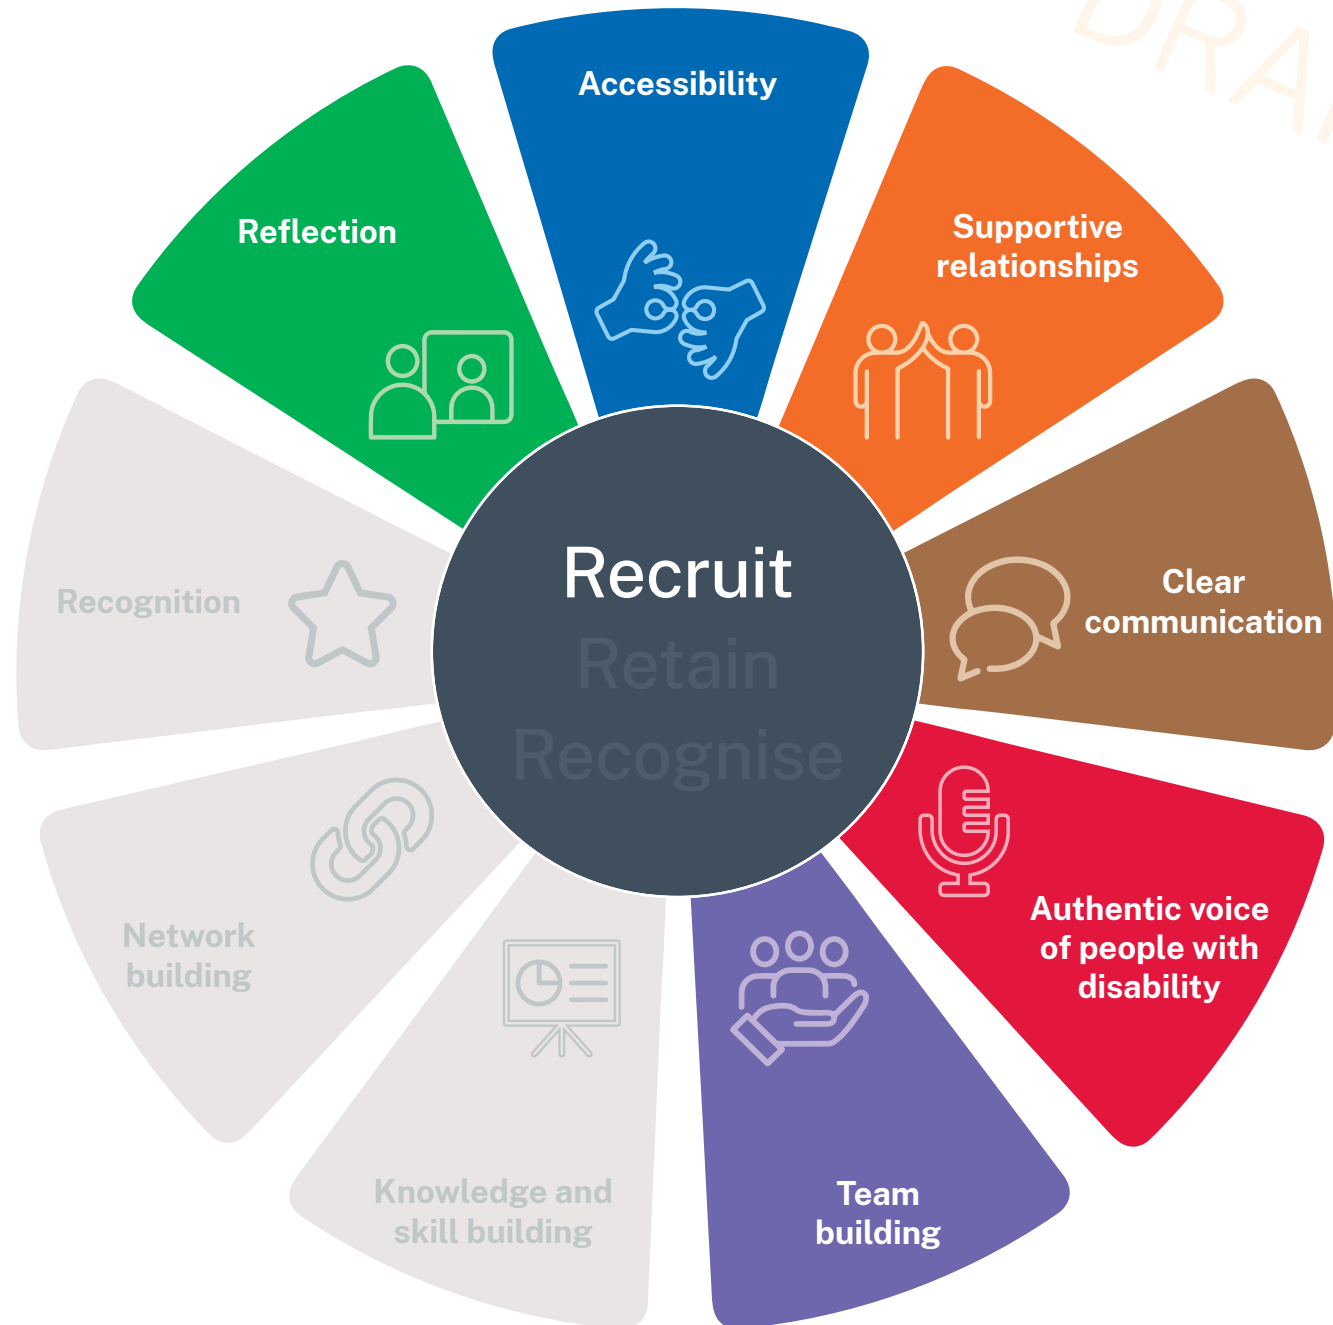 Accessibility
Supportive
relationships
Clear
communication
Authentic voice
of people with
disability
Team
building
Knowledge and
skill building
Network
building
Recognition
Reflection
Recruit
Retain
Recognise